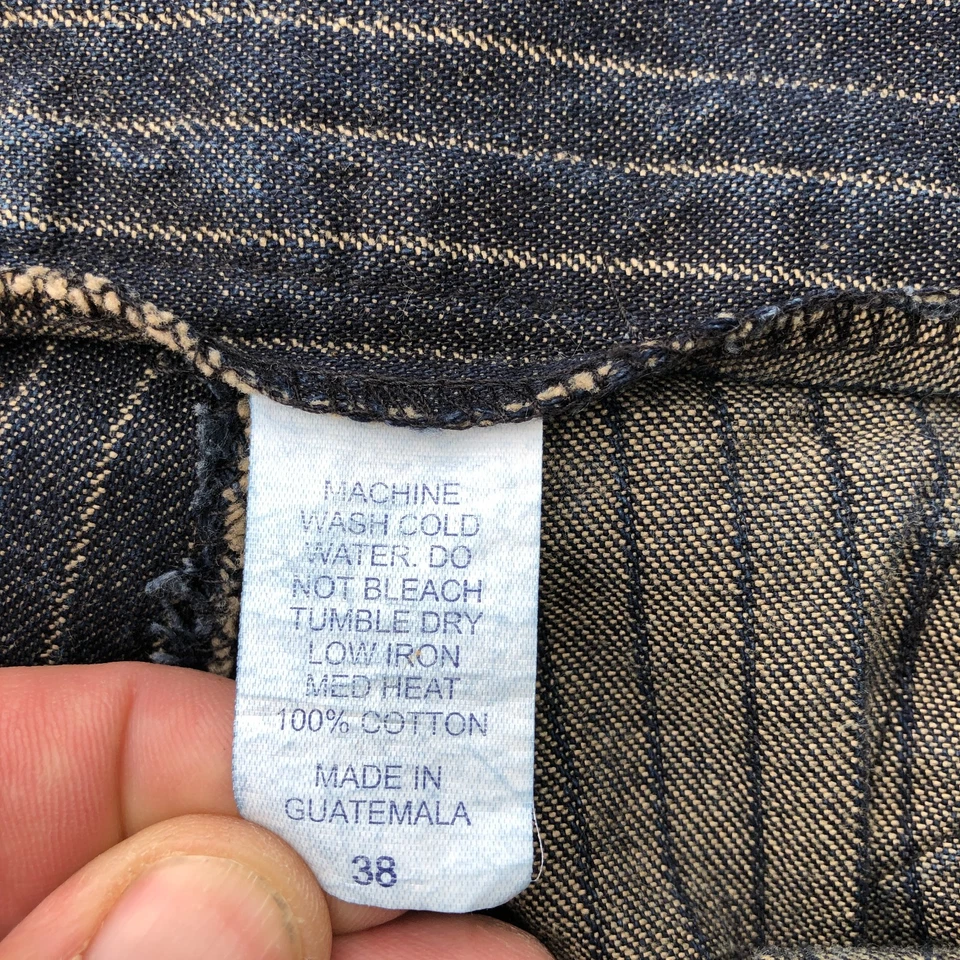 MACHINE
WASH COLD
WATER. DO
NOT BLEACH
TUMBLE DRY
LOW IRON
MED HEAT
100% COTTON
MADE IN
GUATEMALA
38